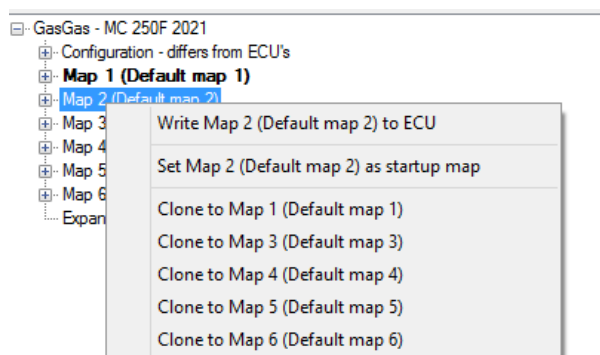 GasGas - MC 250F 2021
Configuration - differs from ECU's
Map 1 (Default map 1)
Map 2 (Default map 2)
Map 3
Map 4
Map 5
Map 6
Expan
Write Map 2 (Default map 2) to ECU
Set Map 2 (Default map 2) as startup map
Clone to Map 1 (Default map 1)
Clone to Map 3 (Default map 3)
Clone to Map 4 (Default map 4)
Clone to Map 5 (Default map 5)
Clone to Map 6 (Default map 6)